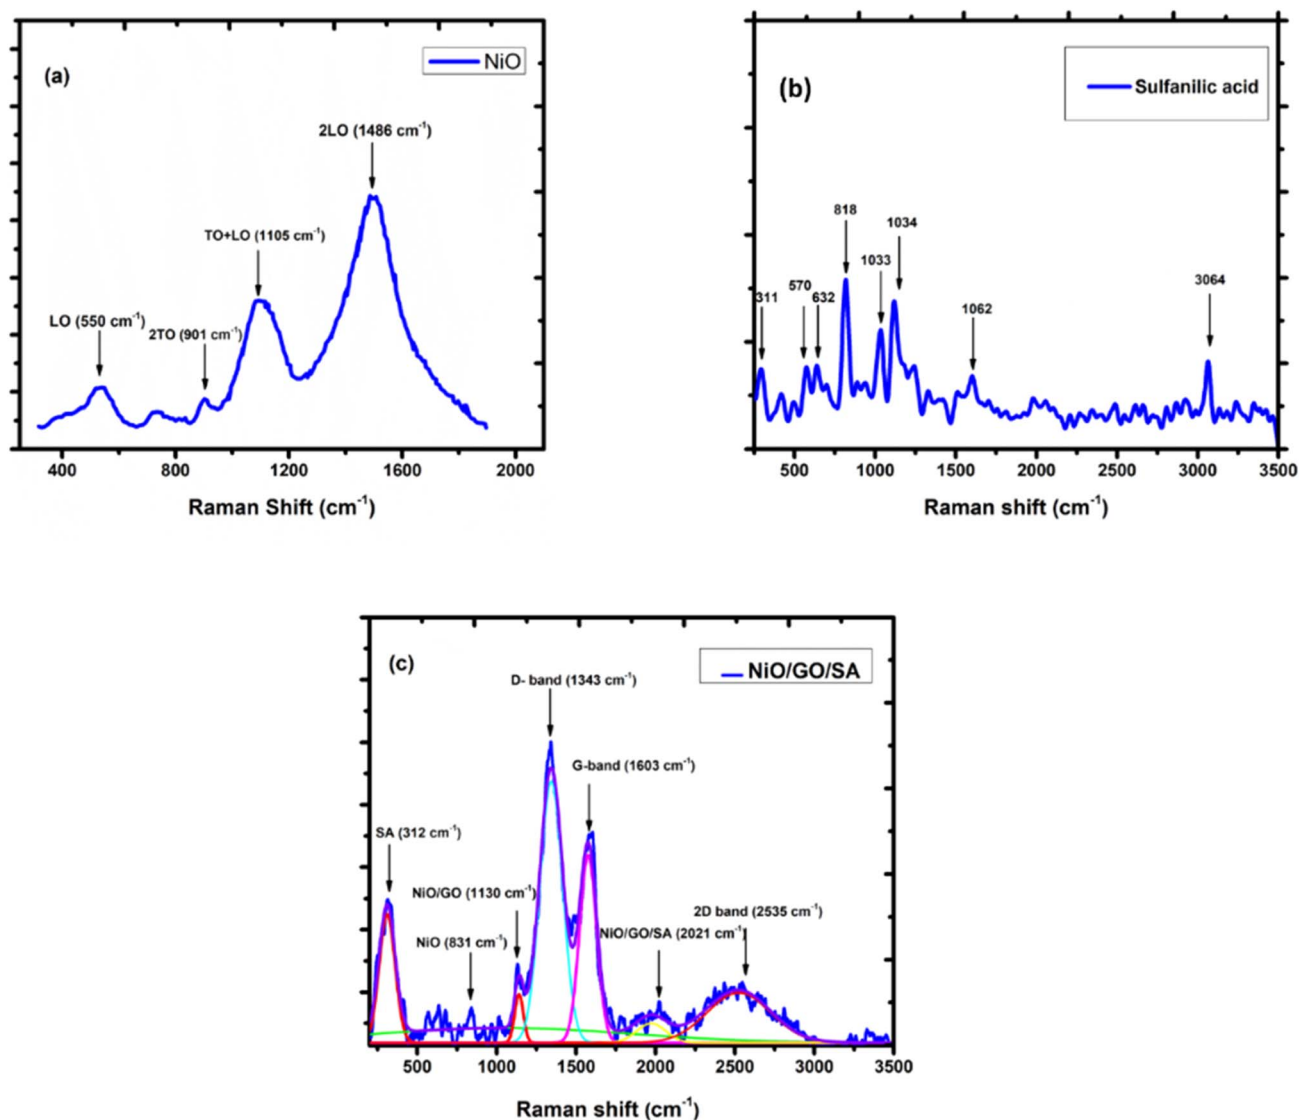 (a)
NiO
2LO (1486 cm⁻¹)
TO+LO (1105 cm⁻¹)
LO (550 cm⁻¹)
2TO (901 cm⁻¹)
400 800 1200 1600 2000
Raman Shift (cm⁻¹)
(b)
Sulfanilic acid
818
1034
1033
3064
311
570
632
1062
500 1000 1500 2000 2500 3000 3500
Raman shift (cm⁻¹)
(c)
NiO/GO/SA
D- band (1343 cm⁻¹)
G-band (1603 cm⁻¹)
SA (312 cm⁻¹)
NiO/GO (1130 cm⁻¹)
2D band (2535 cm⁻¹)
NiO (831 cm⁻¹)
NiO/GO/SA (2021 cm⁻¹)
500 1000 1500 2000 2500 3000 3500
Raman shift (cm⁻¹)